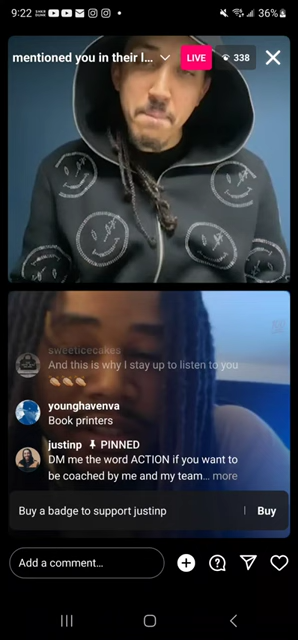 9:22
36%
mentioned you in their l...
LIVE
338
sweeticecakes
And this is why I stay up to listen to you
👏🏼👏🏼👏🏼
younghavenva
Book printers
justinp 📌 PINNED
DM me the word ACTION if you want to
be coached by me and my team... more
Buy a badge to support justinp
Buy
Add a comment...